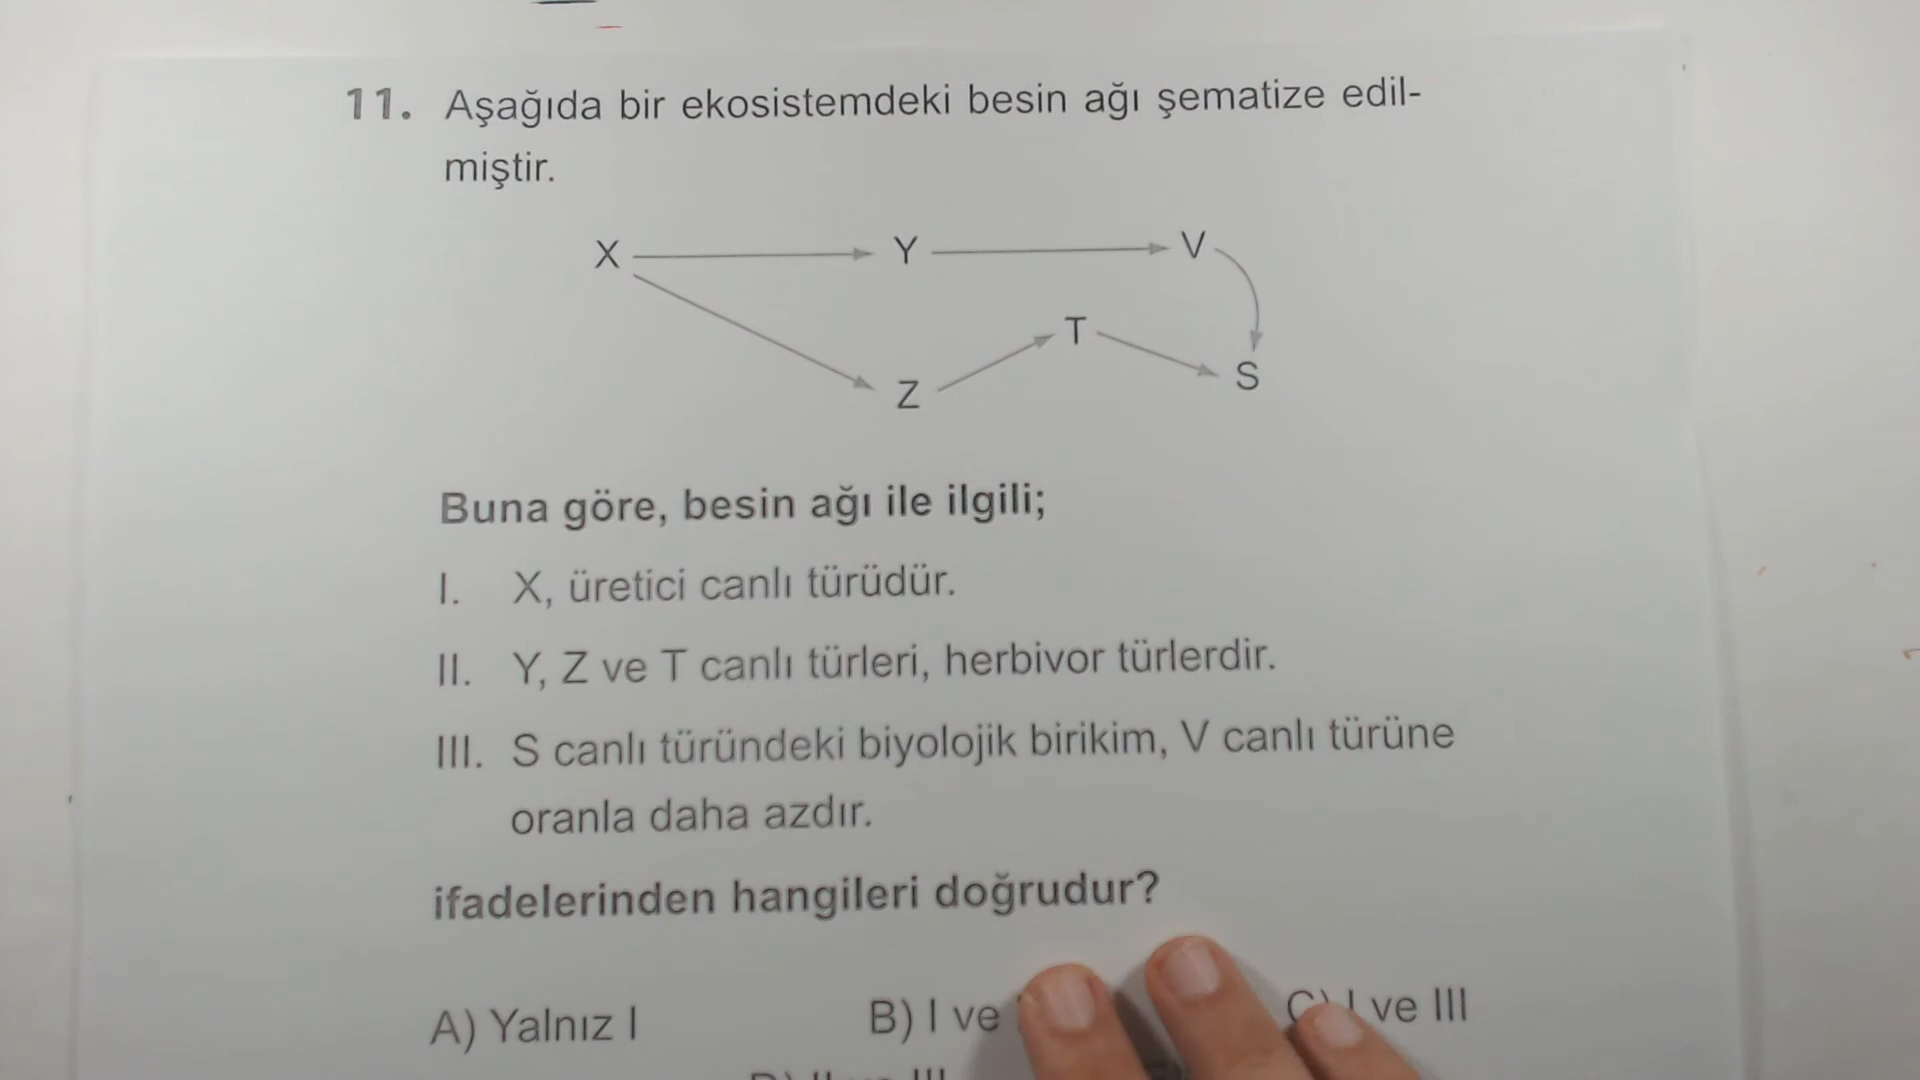 11. Aşağıda bir ekosistemdeki besin ağı şematize edil-
miştir.
X Y V
T
S
Z
Buna göre, besin ağı ile ilgili;
I. X, üretici canlı türüdür.
II. Y, Z ve T canlı türleri, herbivor türlerdir.
III. S canlı türündeki biyolojik birikim, V canlı türüne
oranla daha azdır.
ifadelerinden hangileri doğrudur?
A) Yalnız I B) I ve C) I ve III
III